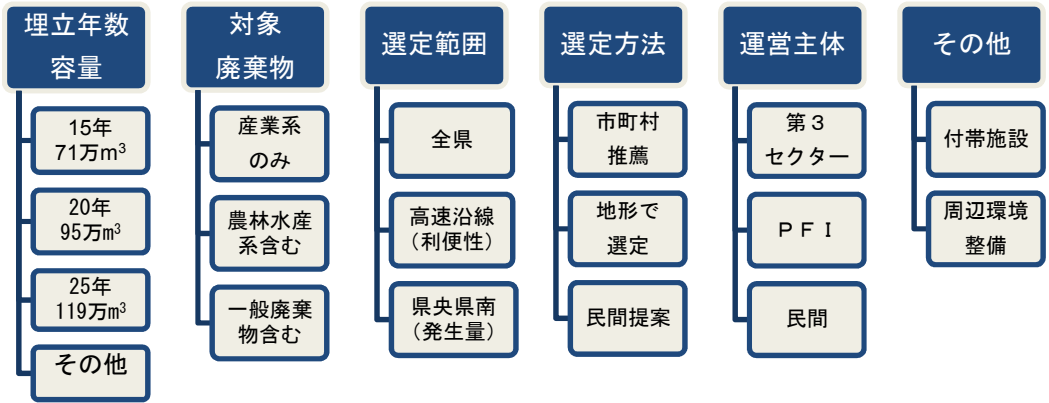 埋立年数
容量
15年
71万m³
20年
95万m³
25年
119万m³
その他
対象
廃棄物
産業系
のみ
農林水産
系含む
一般廃棄
物含む
選定範囲
全県
高速沿線
（利便性）
県央県南
（発生量）
選定方法
市町村
推薦
地形で
選定
民間提案
運営主体
第３
セクター
ＰＦＩ
民間
その他
付帯施設
周辺環境
整備